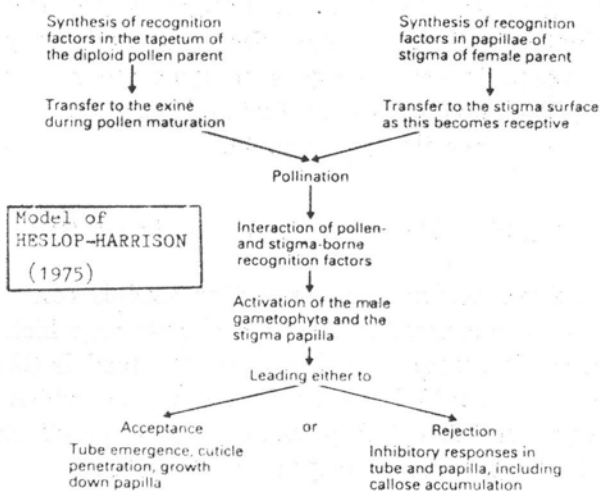 Synthesis of recognition
factors in the tapetum of
the diploid pollen parent
Synthesis of recognition
factors in papillae of
stigma of female parent
Transfer to the exine
during pollen maturation
Transfer to the stigma surface
as this becomes receptive
Pollination
Model of
HESLOP-HARRISON
(1975)
Interaction of pollen-
and stigma-borne
recognition factors
Activation of the male
gametophyte and the
stigma papilla
Leading either to
Acceptance
or
Rejection
Tube emergence, cuticle
penetration, growth
down papilla
Inhibitory responses in
tube and papilla, including
callose accumulation